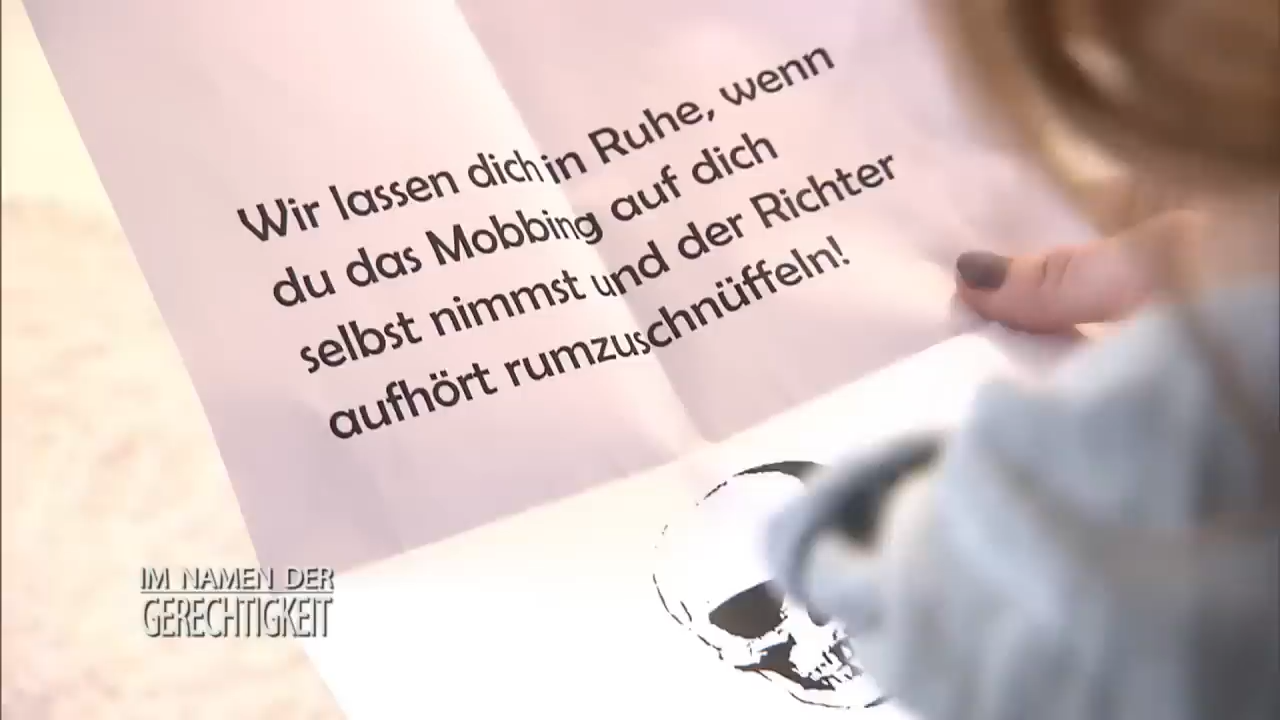 Wir lassen dich in Ruhe, wenn
du das Mobbing auf dich
selbst nimmst und der Richter
aufhört rumzuschnüffeln!
IM NAMEN DER
GERECHTIGKEIT